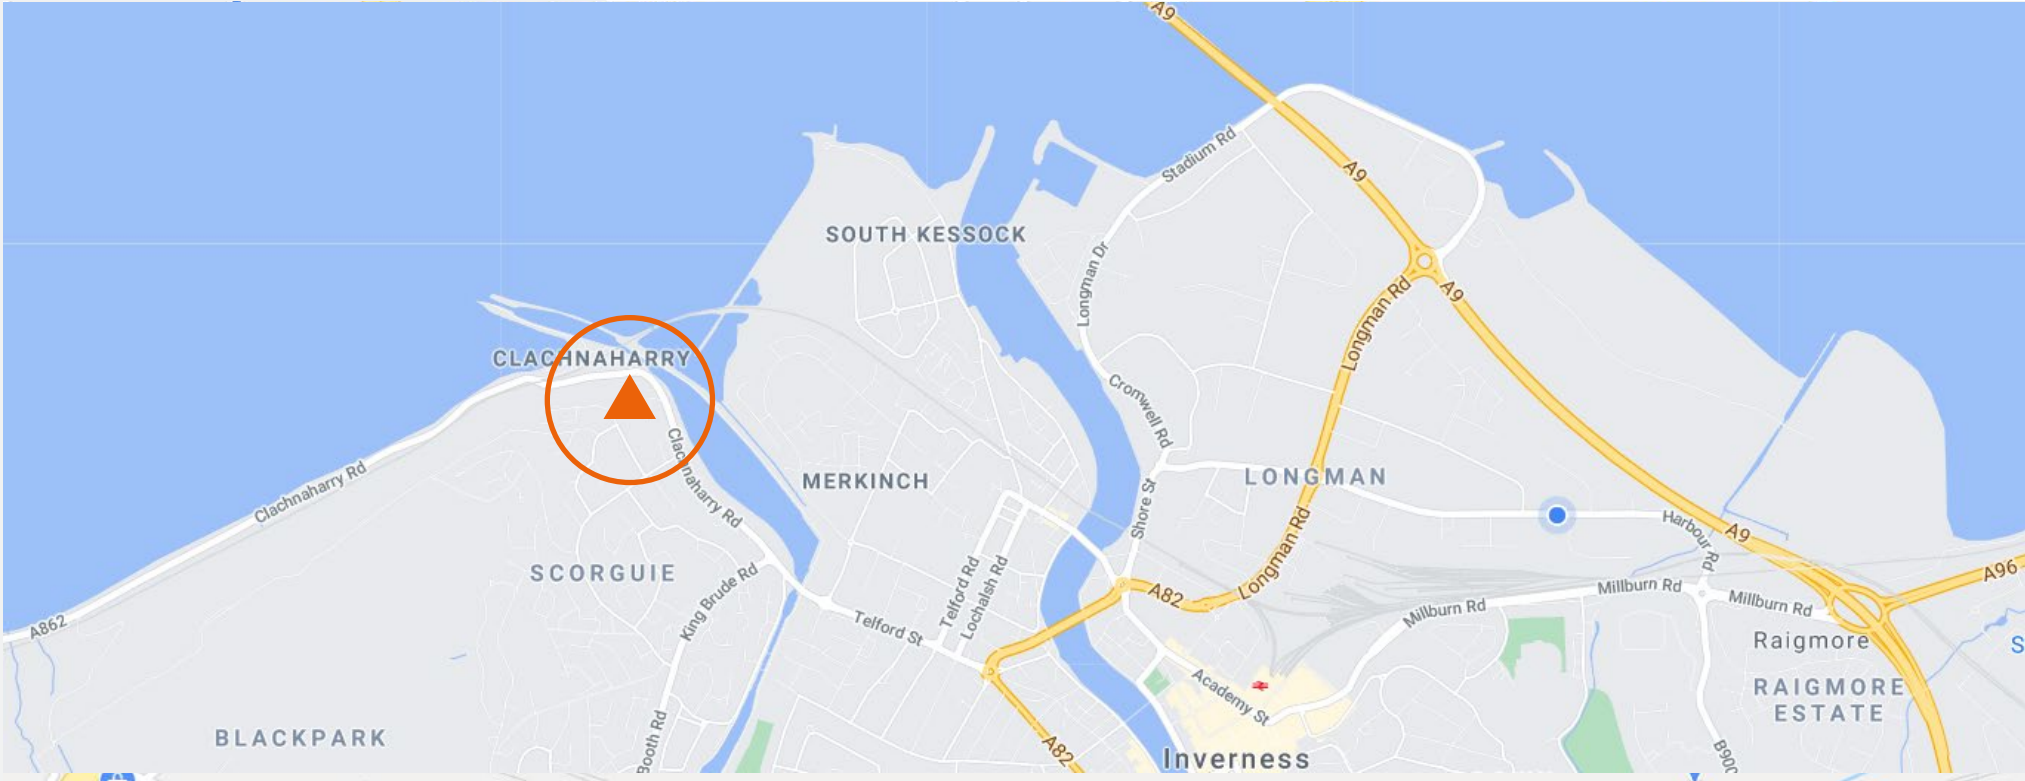 A9
Stadium Rd
A9
SOUTH KESSOCK
Longman Dr
A9
Longman Rd
CLACHNAHARRY
Cromwell Rd
Clachnaharry Rd
Clachnaharry Rd
MERKINCH
LONGMAN
Shore St
Harbour Rd
A9
Longman Rd
SCORGUIE
King Brude Rd
Telford Rd
Lochalsh Rd
A82
Millburn Rd
Millburn Rd
Millburn Rd
A96
A862
Telford St
Raigmore
S
Academy St
RAIGMORE
ESTATE
BLACKPARK
Booth Rd
A82
Inverness
B900